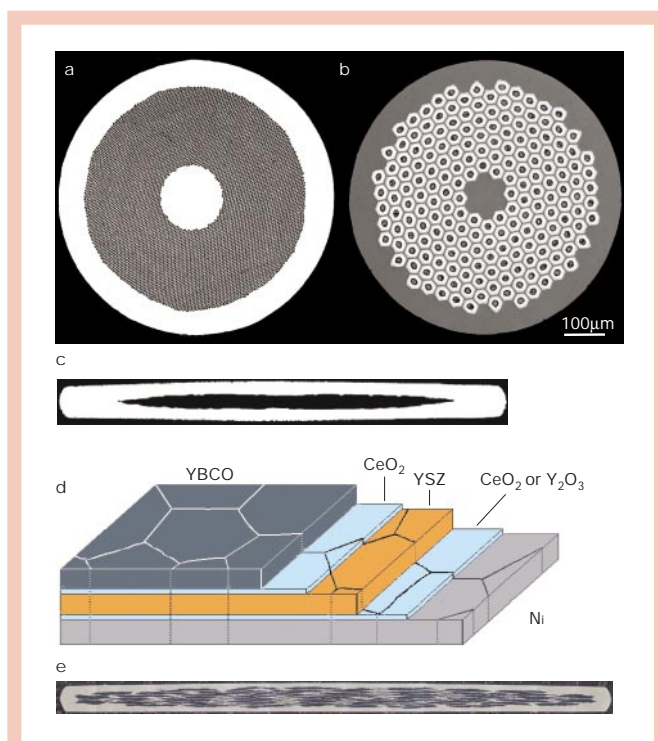 a
b
100μm
c
d
YBCO
CeO₂
YSZ
CeO₂ or Y₂O₃
Ni
e